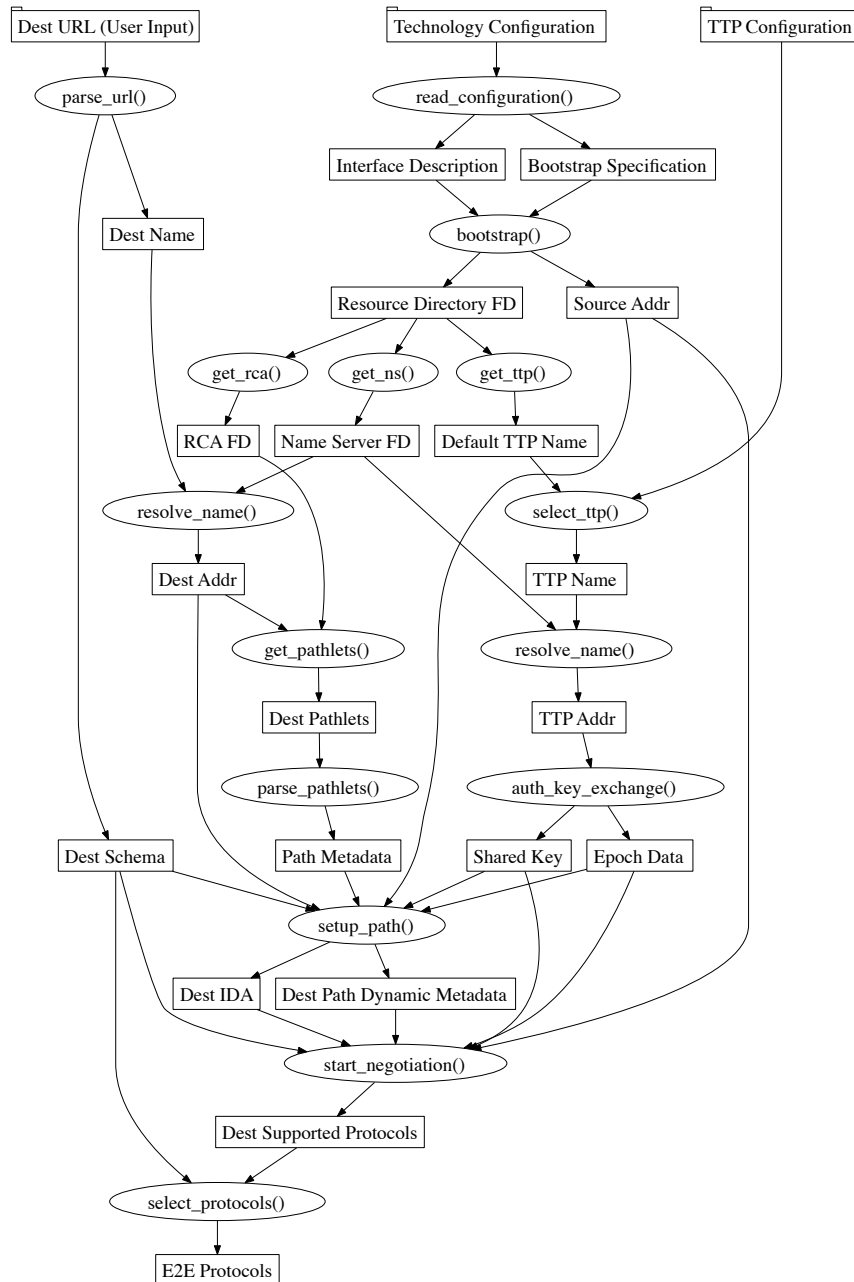 Dest URL (User Input)
Technology Configuration
TTP Configuration
parse_url()
read_configuration()
Interface Description
Bootstrap Specification
Dest Name
bootstrap()
Resource Directory FD
Source Addr
get_rca()
get_ns()
get_ttp()
RCA FD
Name Server FD
Default TTP Name
resolve_name()
select_ttp()
Dest Addr
TTP Name
get_pathlets()
resolve_name()
Dest Pathlets
TTP Addr
parse_pathlets()
auth_key_exchange()
Dest Schema
Path Metadata
Shared Key
Epoch Data
setup_path()
Dest IDA
Dest Path Dynamic Metadata
start_negotiation()
Dest Supported Protocols
select_protocols()
E2E Protocols